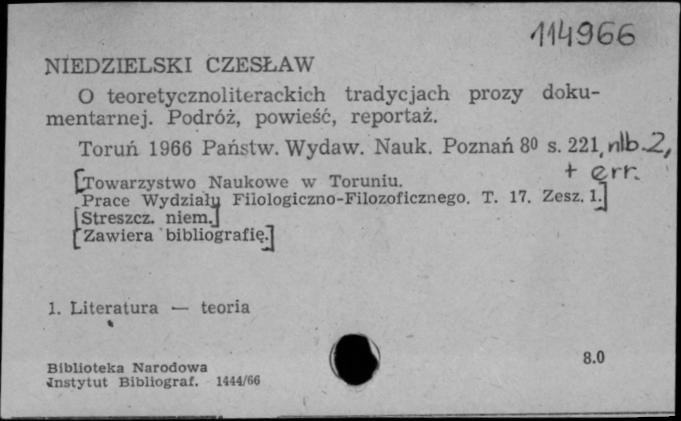 114966
NIEDZIELSKI CZESŁAW
O teoretycznoliterackich tradycjach prozy doku-
mentarnej. Podróż, powieść, reportaż.
Toruń 1966 Państw. Wydaw. Nauk. Poznań 8⁰ s. 221, nlb. 2,
+ err.
[Towarzystwo Naukowe w Toruniu.
Prace Wydziału Filologiczno-Filozoficznego. T. 17. Zesz. 1.]
[Streszcz. niem.]
[Zawiera bibliografię.]
1. Literatura — teoria
8.0
Biblioteka Narodowa
Instytut Bibliograf. 1444/66